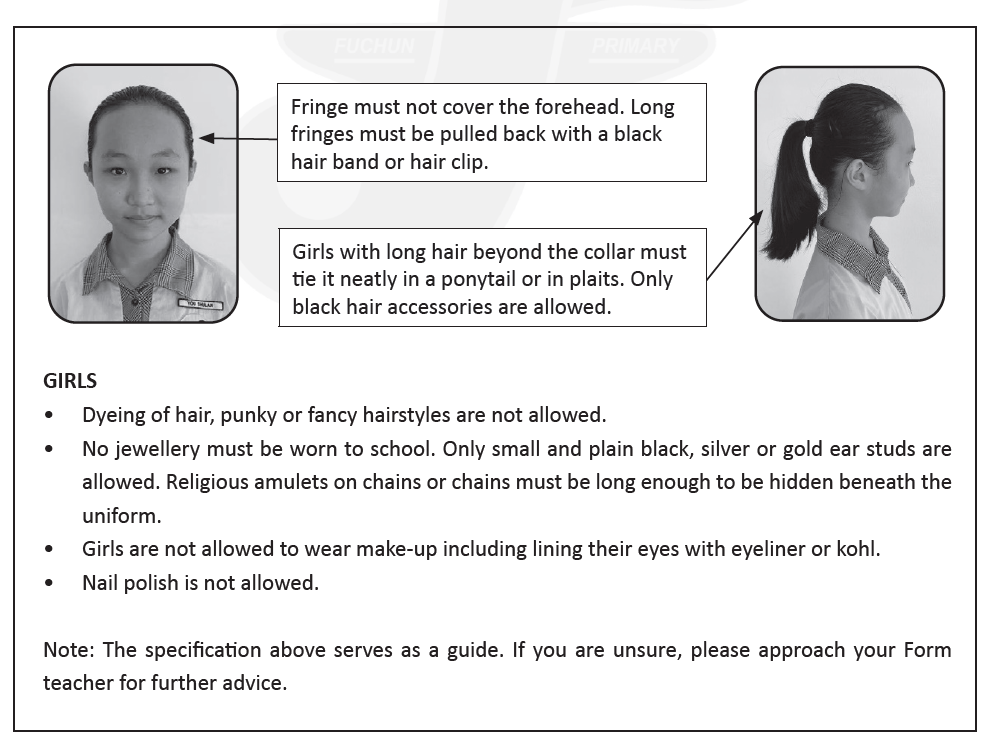 FUCHUN PRIMARY
Fringe must not cover the forehead. Long
fringes must be pulled back with a black
hair band or hair clip.
Girls with long hair beyond the collar must
tie it neatly in a ponytail or in plaits. Only
black hair accessories are allowed.
GIRLS
• Dyeing of hair, punky or fancy hairstyles are not allowed.
• No jewellery must be worn to school. Only small and plain black, silver or gold ear studs are
allowed. Religious amulets on chains or chains must be long enough to be hidden beneath the
uniform.
• Girls are not allowed to wear make-up including lining their eyes with eyeliner or kohl.
• Nail polish is not allowed.
Note: The specification above serves as a guide. If you are unsure, please approach your Form
teacher for further advice.